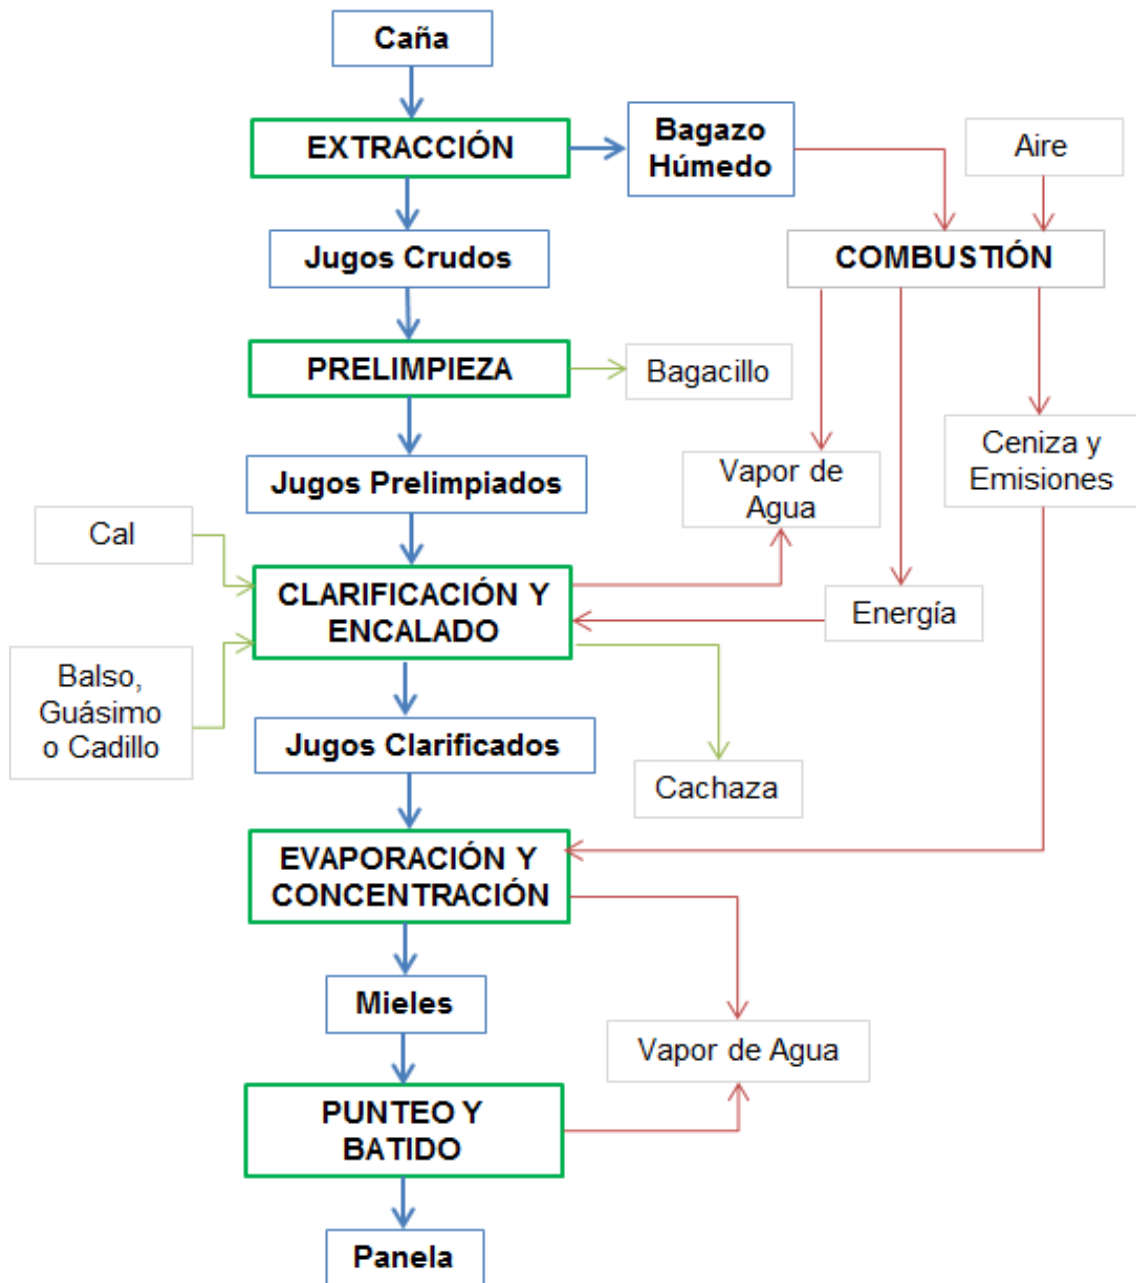 Caña
EXTRACCIÓN
Bagazo
Húmedo
Aire
Jugos Crudos
COMBUSTIÓN
PRELIMPIEZA
Bagacillo
Jugos Prelimpiados
Vapor de
Agua
Ceniza y
Emisiones
Cal
CLARIFICACIÓN Y
ENCALADO
Energía
Balso,
Guásimo
o Cadillo
Jugos Clarificados
Cachaza
EVAPORACIÓN Y
CONCENTRACIÓN
Mieles
Vapor de Agua
PUNTEO Y
BATIDO
Panela